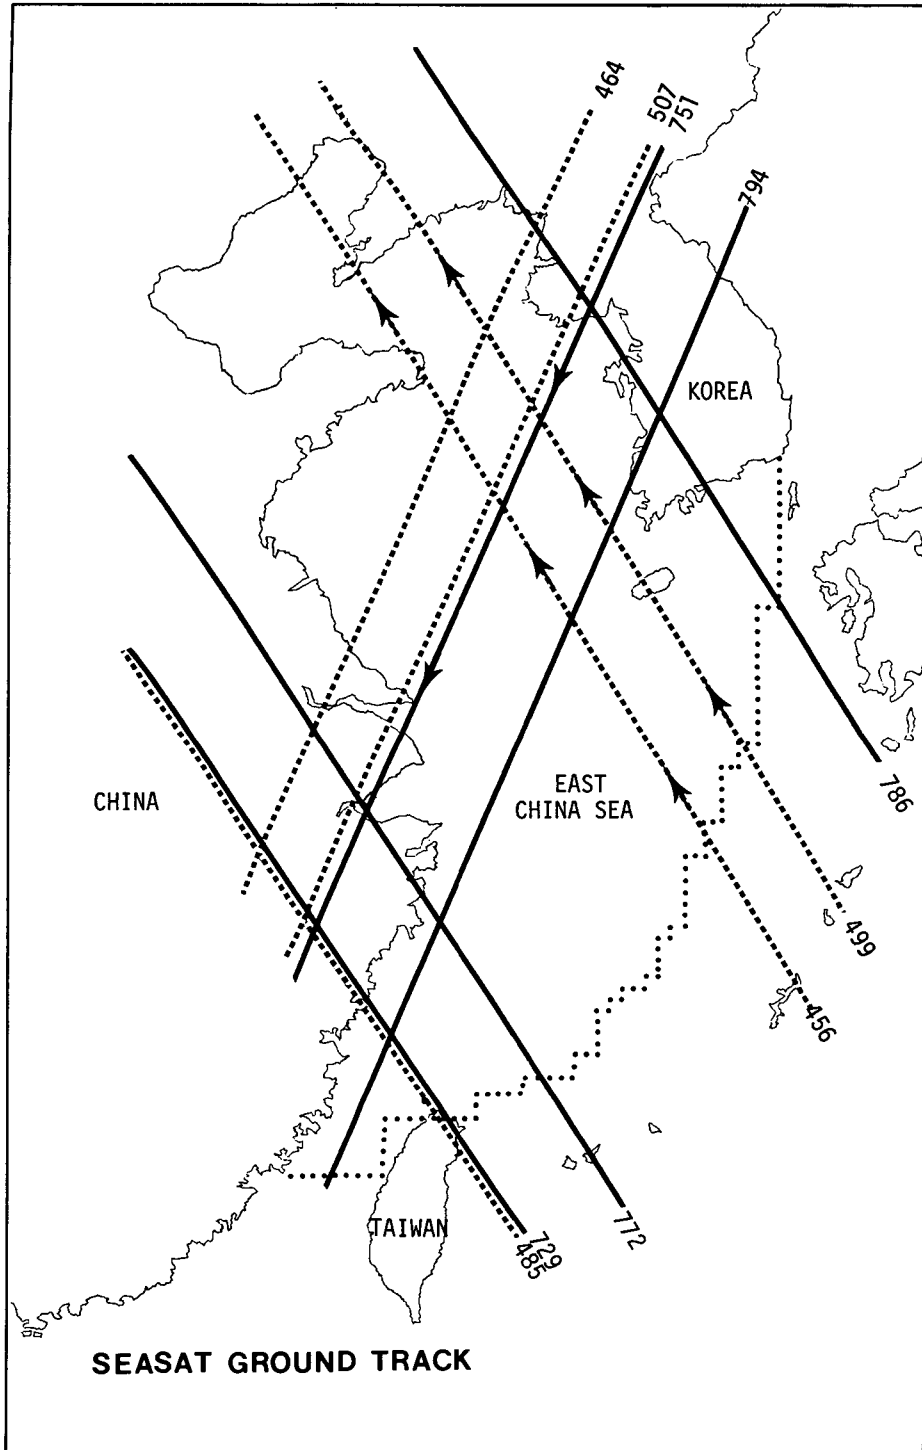 464
507
751
794
KOREA
EAST
CHINA SEA
CHINA
786
499
456
772
729
485
TAIWAN
SEASAT GROUND TRACK